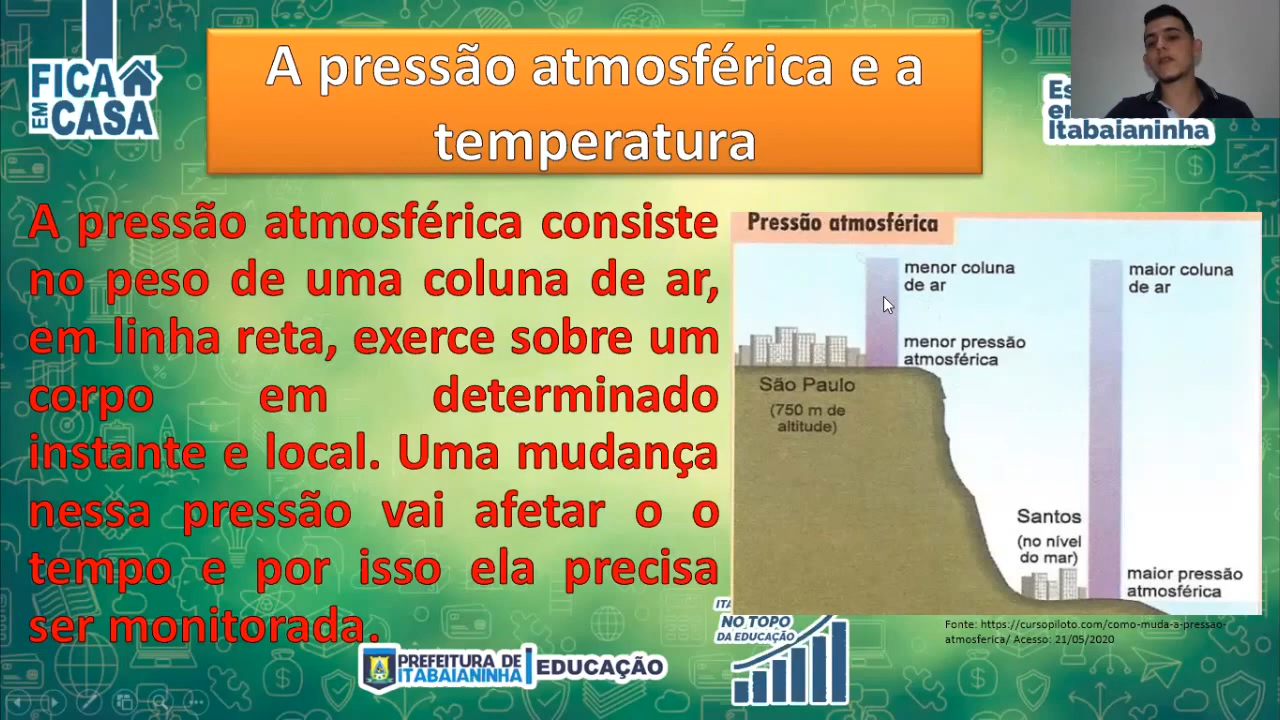 FICA
EM
CASA
A pressão atmosférica e a
temperatura
Itabaianinha
A pressão atmosférica consiste
no peso de uma coluna de ar,
em linha reta, exerce sobre um
corpo em determinado
instante e local. Uma mudança
nessa pressão vai afetar o o
tempo e por isso ela precisa
ser monitorada.
Pressão atmosférica
menor coluna
de ar
menor pressão
atmosférica
São Paulo
(750 m de
altitude)
maior coluna
de ar
Santos
(no nível
do mar)
maior pressão
atmosférica
Fonte: https://cursopiloto.com/como-muda-a-pressao-
atmosferica/ Acesso: 21/05/2020
NO TOPO
DA EDUCAÇÃO
PREFEITURA DE
ITABAIANINHA
EDUCAÇÃO